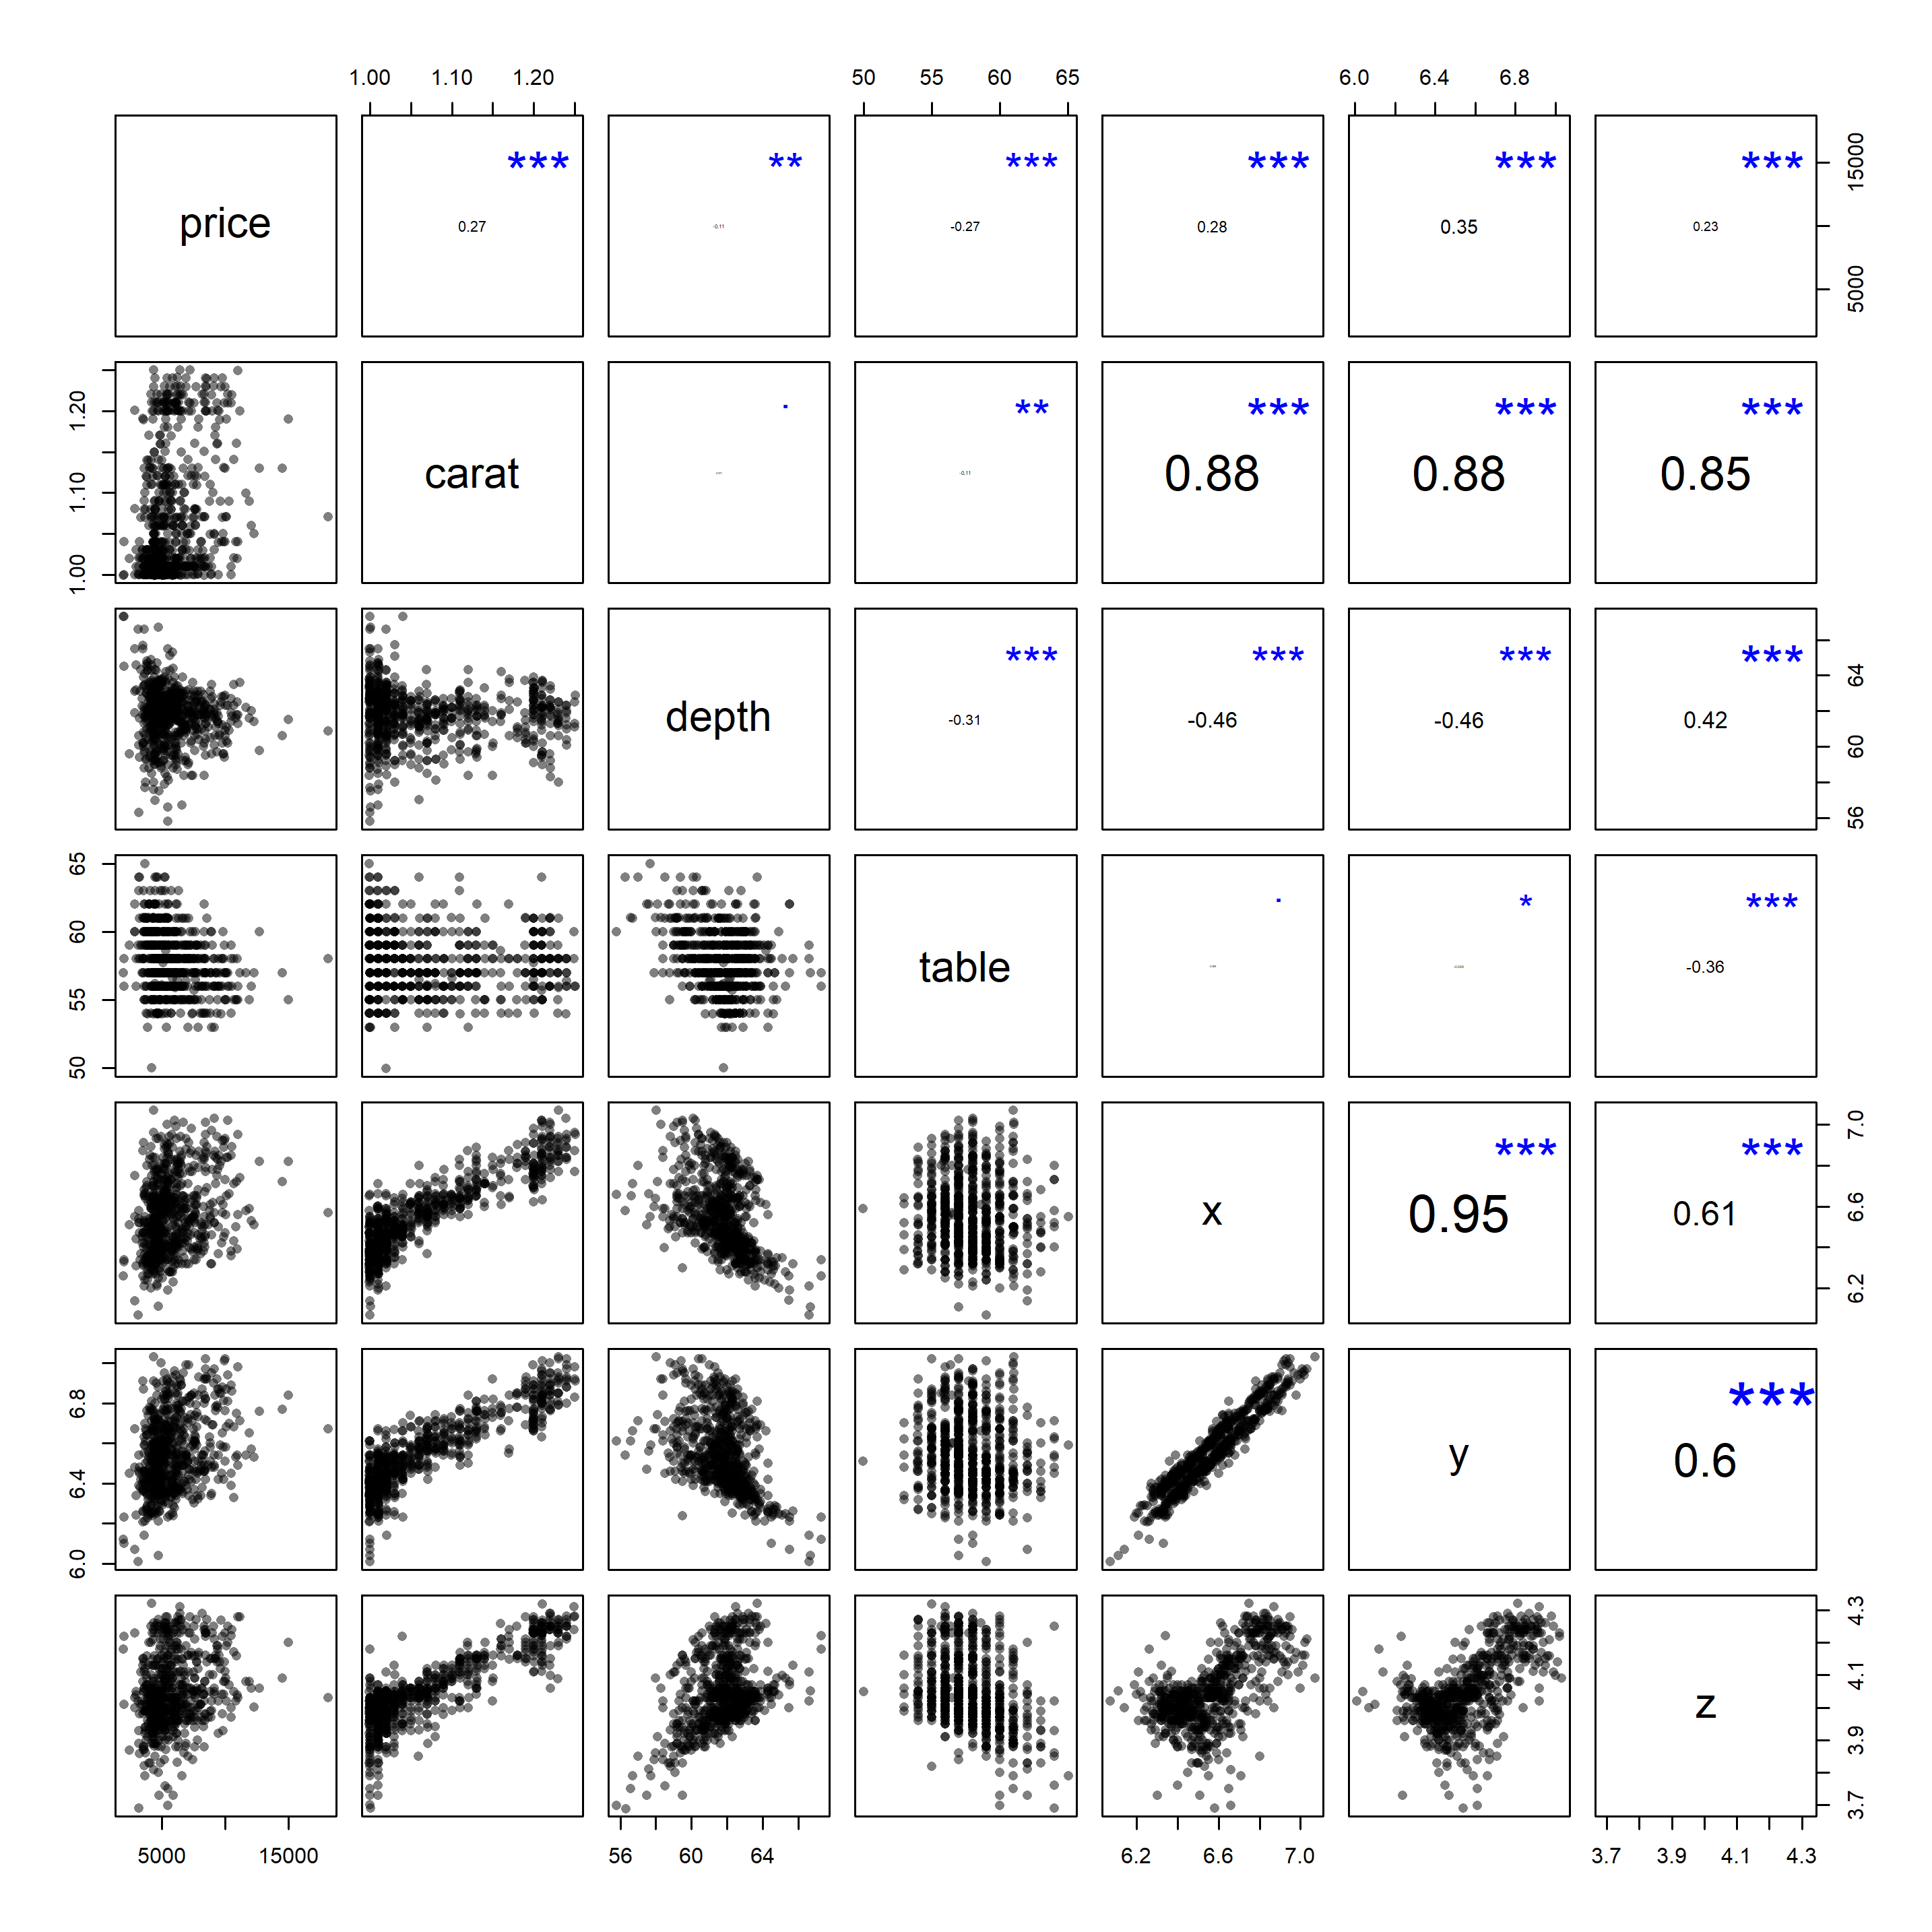 1.00 1.10 1.20 50 55 60 65 6.0 6.4 6.8
price *** 0.27 ** -0.11 *** -0.27 *** 0.28 *** 0.35 *** 0.23 5000 15000
1.00 1.10 1.20 carat . ** -0.11 *** 0.88 *** 0.88 *** 0.85
depth *** -0.31 *** -0.46 *** -0.46 *** 0.42 56 60 64
50 55 60 65 table . * *** -0.36
x *** 0.95 *** 0.61 6.2 6.6 7.0
6.0 6.4 6.8 y *** 0.6
z 3.7 3.9 4.1 4.3
5000 15000 56 60 64 6.2 6.6 7.0 3.7 3.9 4.1 4.3